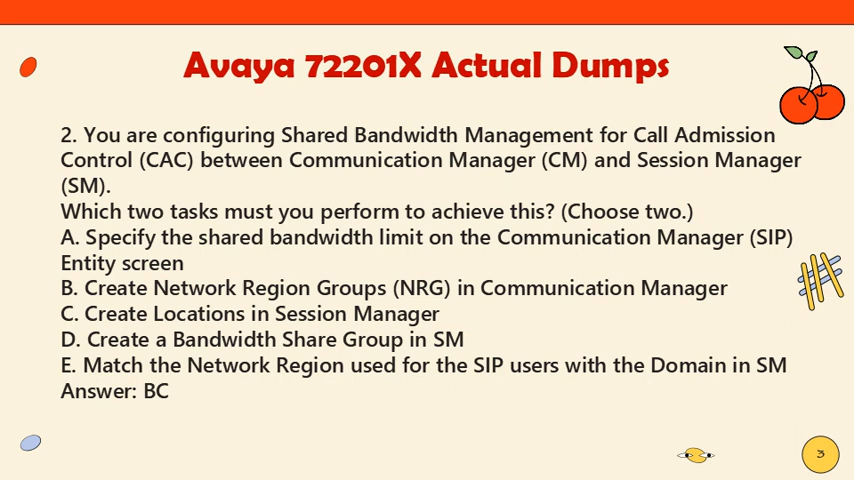 Avaya 72201X Actual Dumps
2. You are configuring Shared Bandwidth Management for Call Admission
Control (CAC) between Communication Manager (CM) and Session Manager
(SM).
Which two tasks must you perform to achieve this? (Choose two.)
A. Specify the shared bandwidth limit on the Communication Manager (SIP)
Entity screen
B. Create Network Region Groups (NRG) in Communication Manager
C. Create Locations in Session Manager
D. Create a Bandwidth Share Group in SM
E. Match the Network Region used for the SIP users with the Domain in SM
Answer: BC
3